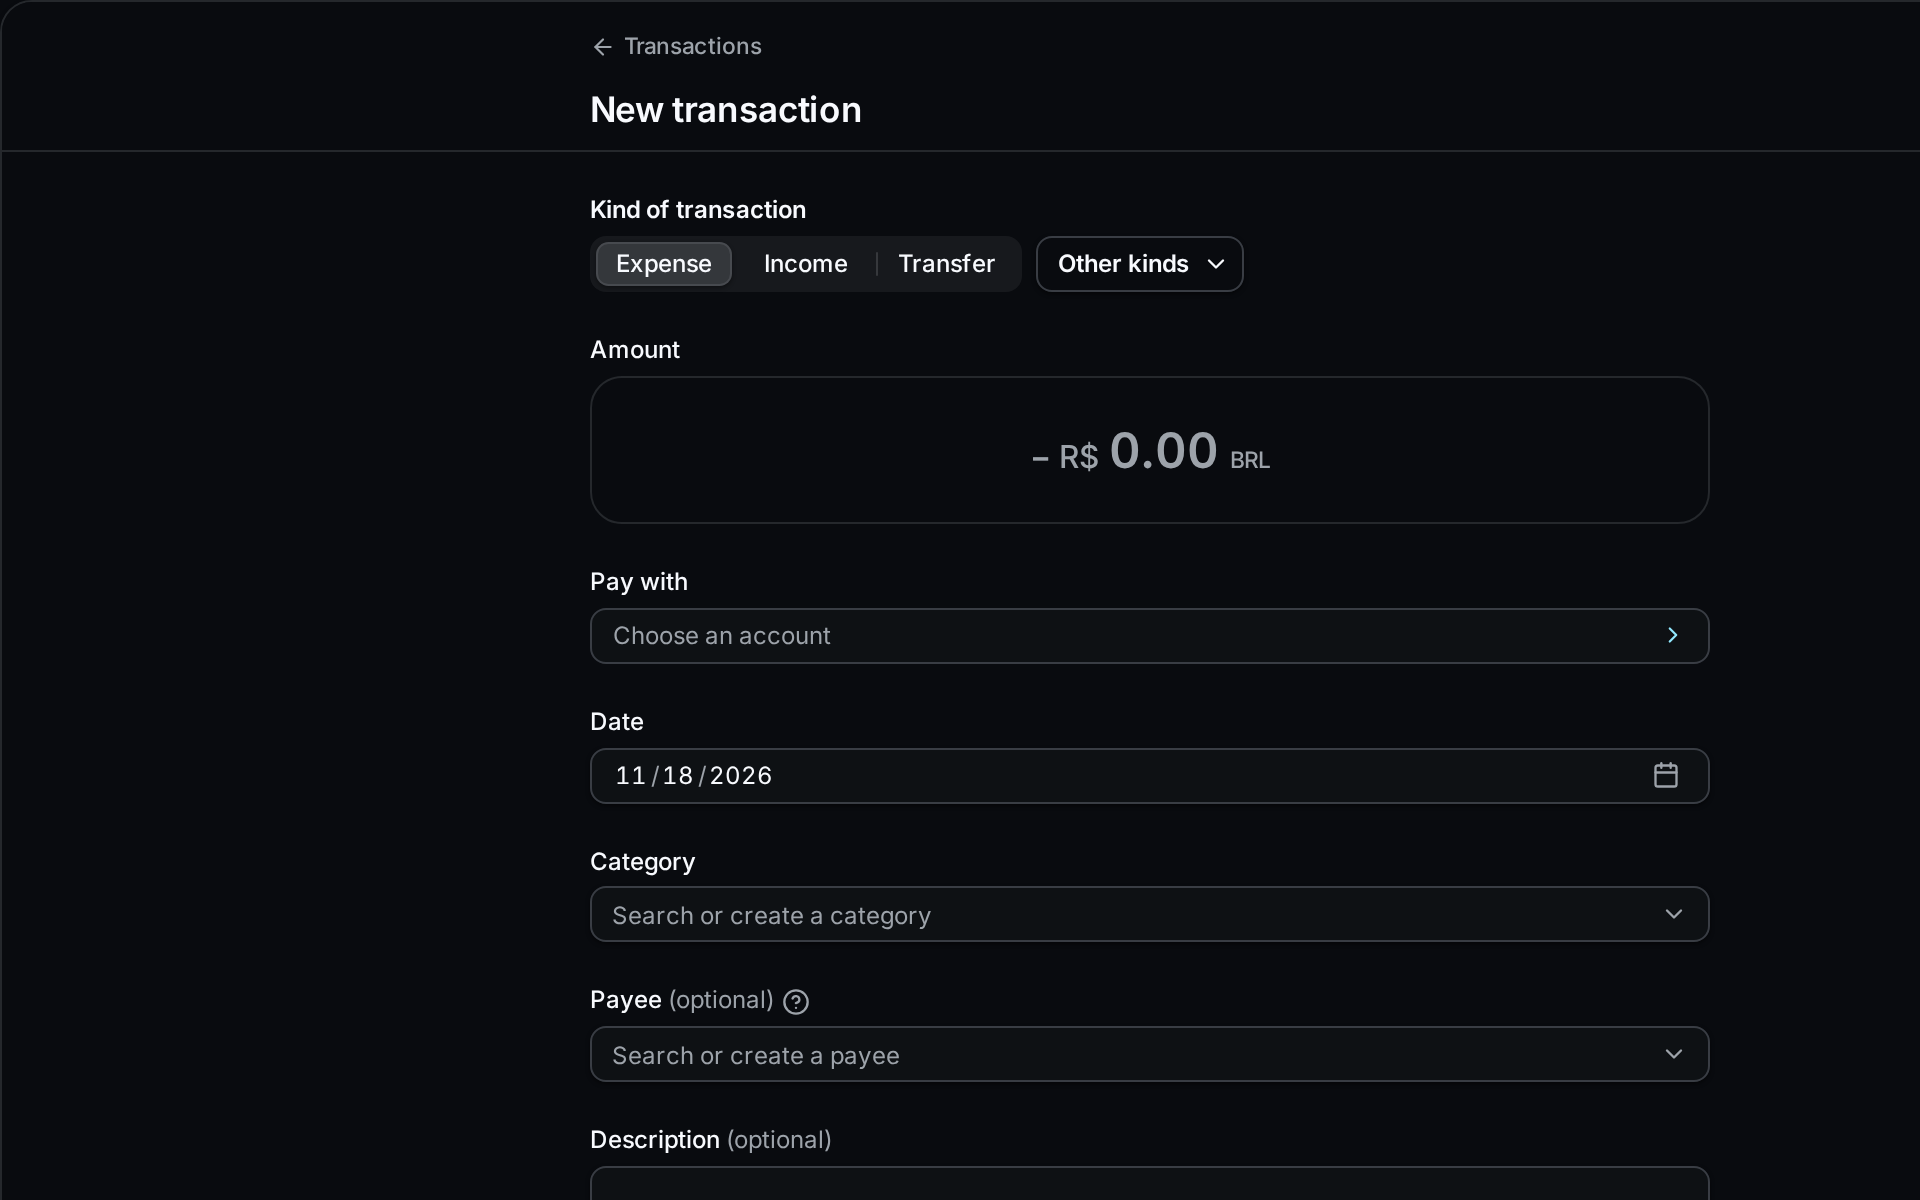 Transactions
New transaction
Kind of transaction
Expense Income Transfer Other kinds
Amount
– R$ 0.00 BRL
Pay with
Choose an account
Date
11/18/2026
Category
Search or create a category
Payee (optional)
Search or create a payee
Description (optional)